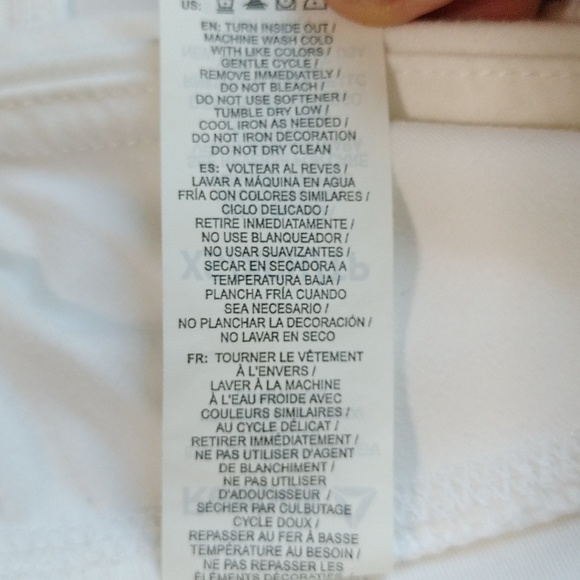 US:
EN: TURN INSIDE OUT /
MACHINE WASH COLD
WITH LIKE COLORS /
GENTLE CYCLE /
REMOVE IMMEDIATELY /
DO NOT BLEACH /
DO NOT USE SOFTENER /
TUMBLE DRY LOW /
COOL IRON AS NEEDED /
DO NOT IRON DECORATION
DO NOT DRY CLEAN
ES: VOLTEAR AL REVES /
LAVAR A MÁQUINA EN AGUA
FRÍA CON COLORES SIMILARES /
CICLO DELICADO /
RETIRE INMEDIATAMENTE /
NO USE BLANQUEADOR /
NO USAR SUAVIZANTES /
SECAR EN SECADORA A
TEMPERATURA BAJA /
PLANCHA FRÍA CUANDO
SEA NECESARIO /
NO PLANCHAR LA DECORACIÓN /
NO LAVAR EN SECO
FR: TOURNER LE VÊTEMENT
À L'ENVERS /
LAVER À LA MACHINE
À L'EAU FROIDE AVEC
COULEURS SIMILAIRES /
AU CYCLE DÉLICAT /
RETIRER IMMÉDIATEMENT /
NE PAS UTILISER D'AGENT
DE BLANCHIMENT /
NE PAS UTILISER
D'ADOUCISSEUR /
SÉCHER PAR CULBUTAGE
CYCLE DOUX /
REPASSER AU FER À BASSE
TEMPÉRATURE AU BESOIN /
NE PAS REPASSER LES
ÉLÉMENTS